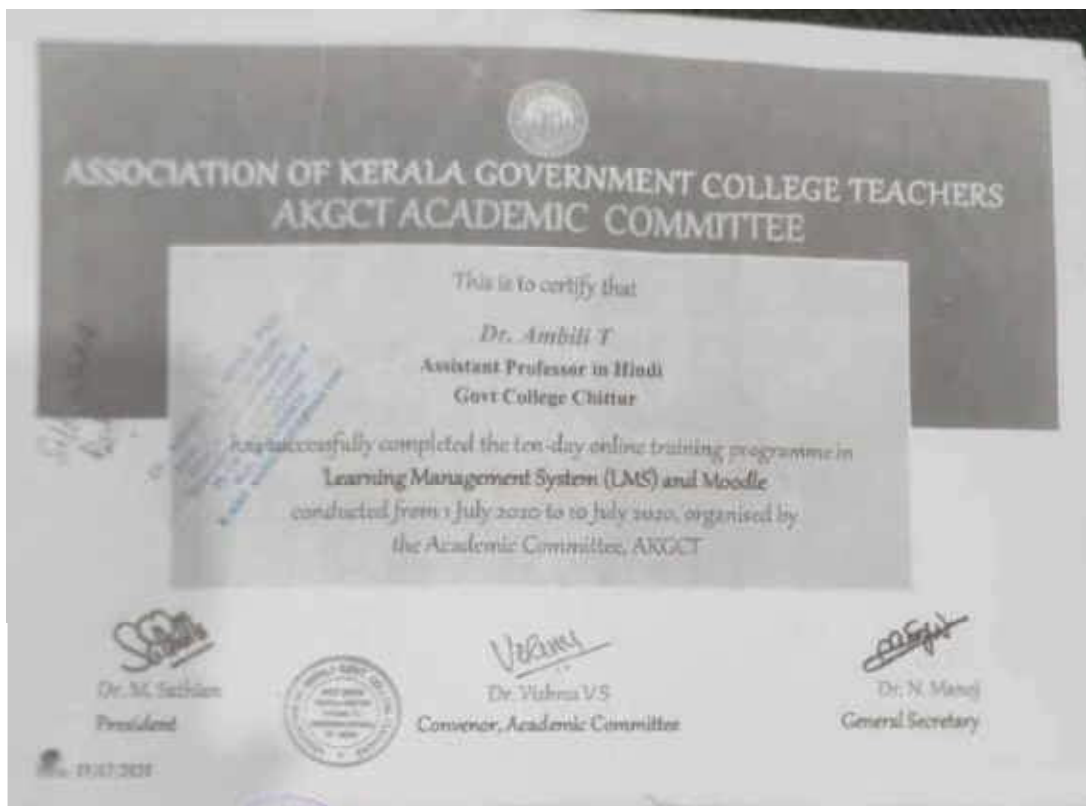 ASSOCIATION OF KERALA GOVERNMENT COLLEGE TEACHERS
AKGCT ACADEMIC COMMITTEE
This is to certify that
Dr. Ambili T
Assistant Professor in Hindi
Govt College Chittur
has successfully completed the ten-day online training programme in
Learning Management System (LMS) and Moodle
conducted from 1 July 2020 to 10 July 2020, organised by
the Academic Committee, AKGCT
Dr. M. Sathian
President
Dr. Vishnu V S
Convenor, Academic Committee
Dr. N. Manoj
General Secretary